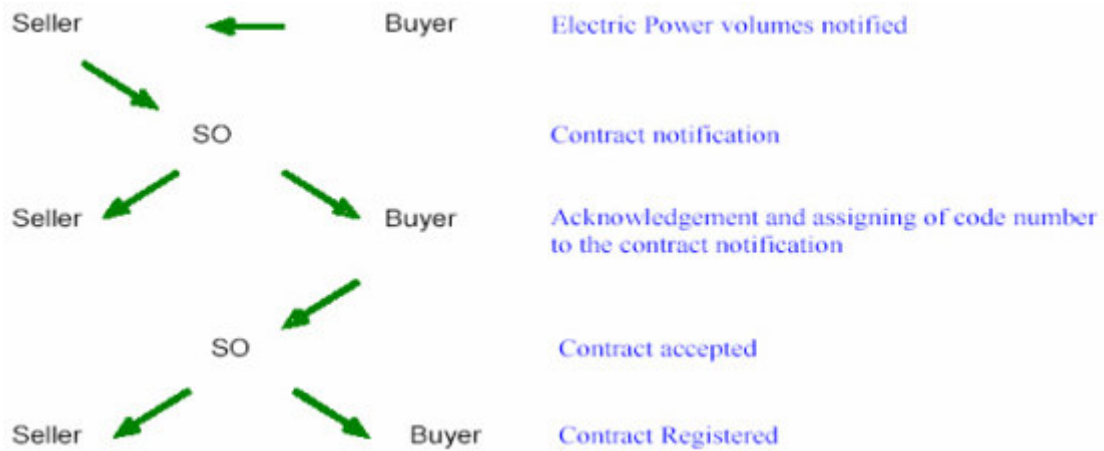 Seller Buyer Electric Power volumes notified
SO Contract notification
Seller Buyer Acknowledgement and assigning of code number
to the contract notification
SO Contract accepted
Seller Buyer Contract Registered